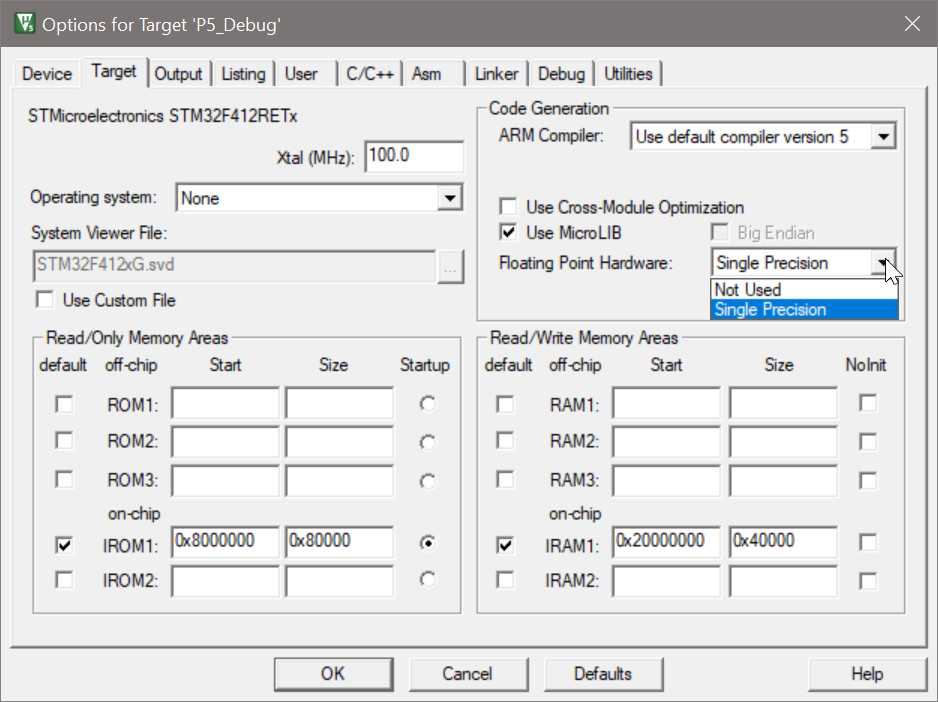 Options for Target 'P5_Debug'
Device Target Output Listing User C/C++ Asm Linker Debug Utilities
STMicroelectronics STM32F412RETx
Xtal (MHz): 100.0
Operating system: None
System Viewer File:
STM32F412xG.svd ...
Use Custom File
Code Generation
ARM Compiler: Use default compiler version 5
Use Cross-Module Optimization
Use MicroLIB Big Endian
Floating Point Hardware: Single Precision
Not Used
Single Precision
Read/Only Memory Areas
default off-chip Start Size Startup
ROM1:
ROM2:
ROM3:
on-chip
IROM1: 0x8000000 0x80000
IROM2:
Read/Write Memory Areas
default off-chip Start Size NoInit
RAM1:
RAM2:
RAM3:
on-chip
IRAM1: 0x20000000 0x40000
IRAM2:
OK Cancel Defaults Help